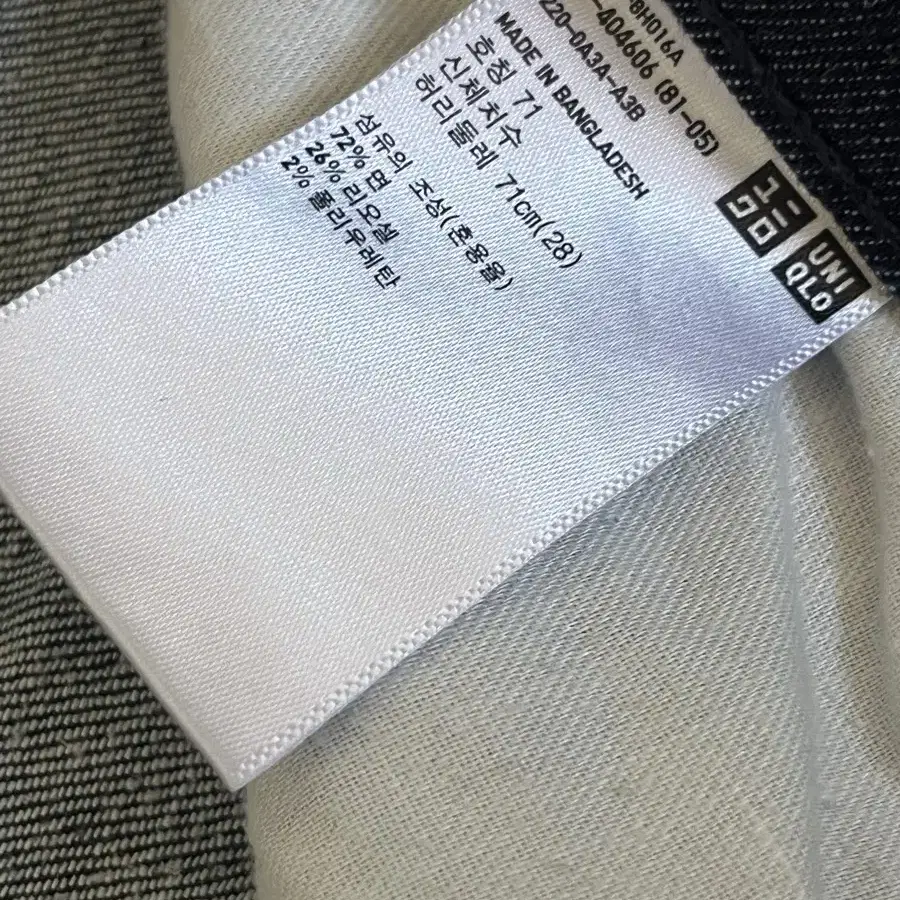 ユニ
クロ
UNI
QLO
8H016A
-404606 (81-05)
220-0A3A-A3B
MADE IN BANGLADESH
호칭 71
신체치수
허리둘레 71cm(28)
섬유의 조성(혼용율)
72% 면
26% 리오셀
2% 폴리우레탄